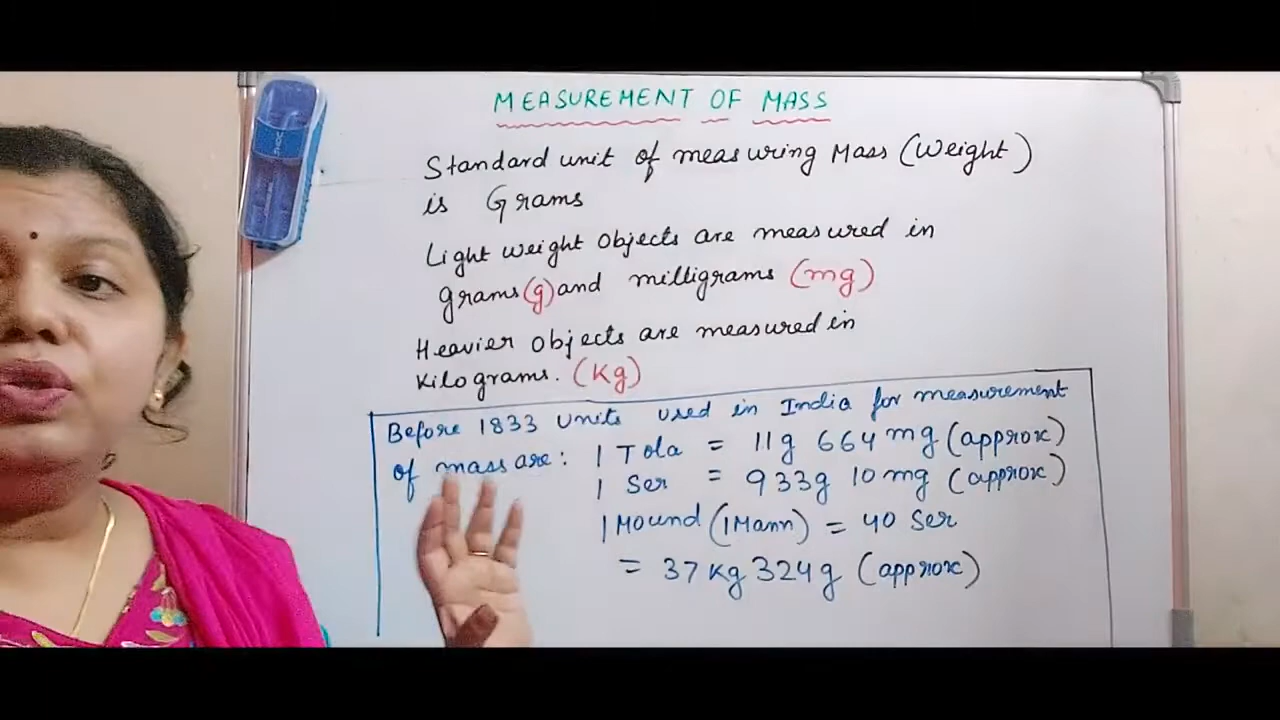 MEASUREMENT OF MASS
Standard unit of measuring Mass (Weight)
is Grams
Light weight objects are measured in
grams (g) and milligrams (mg)
Heavier objects are measured in
Kilograms. (Kg)
Before 1833 units used in India for measurement
of mass are: 1 Tola = 11g 664 mg (approx)
1 Ser = 933g 10 mg (approx)
1 Mound (1 Mann) = 40 Ser
= 37 Kg 324 g (approx)